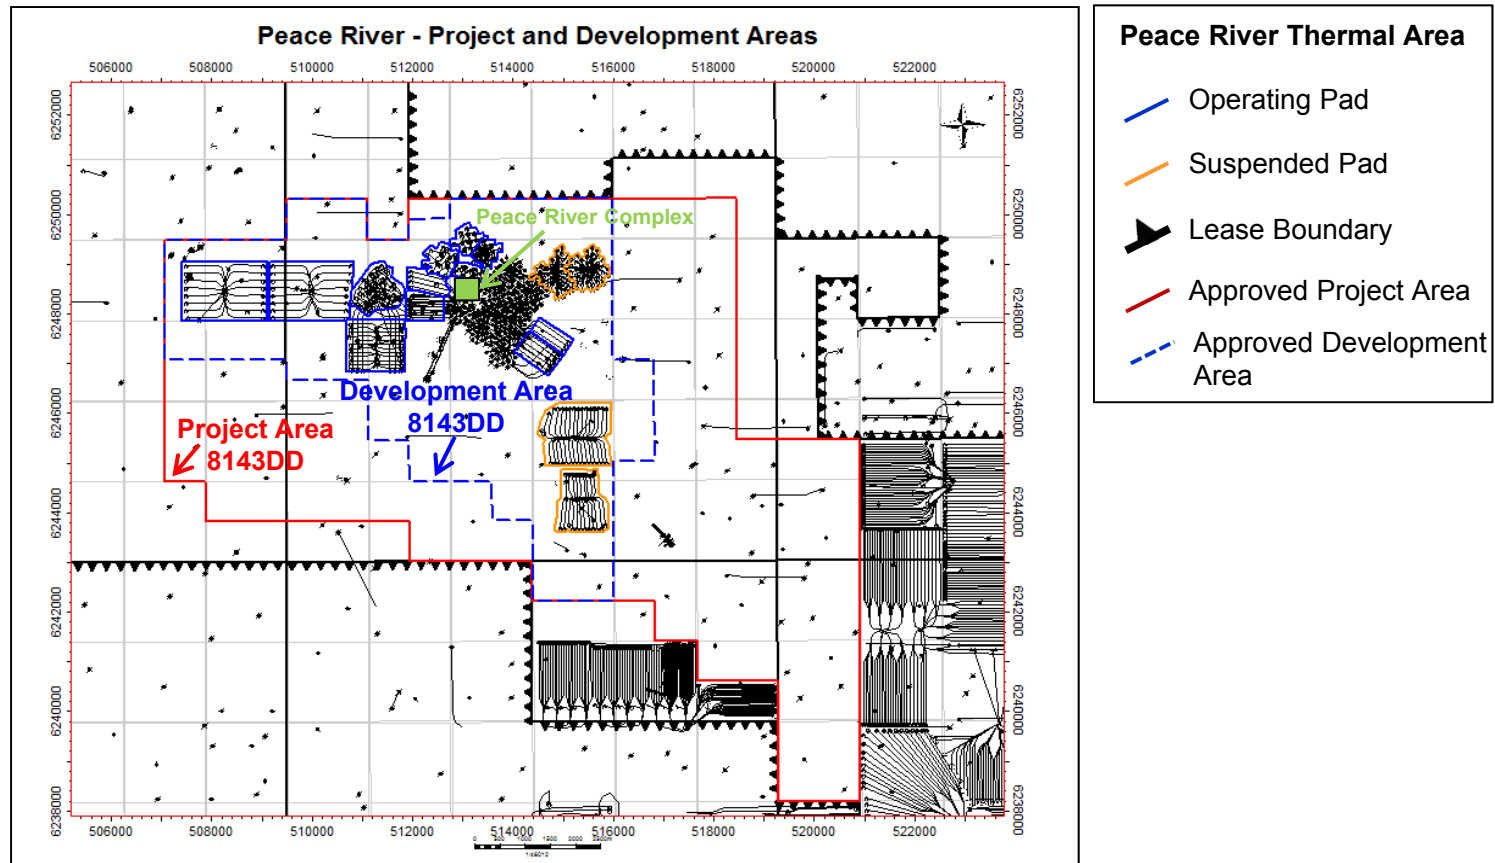 Peace River - Project and Development Areas
506000 508000 510000 512000 514000 516000 518000 520000 522000
6252000 6252000
6250000 6250000
6248000 6248000
6246000 6246000
6244000 6244000
6242000 6242000
6240000 6240000
6238000 6238000
Peace River Complex
Development Area
8143DD
Project Area
8143DD
506000 508000 510000 512000 514000 516000 518000 520000 522000
Peace River Thermal Area
Operating Pad
Suspended Pad
Lease Boundary
Approved Project Area
Approved Development
Area